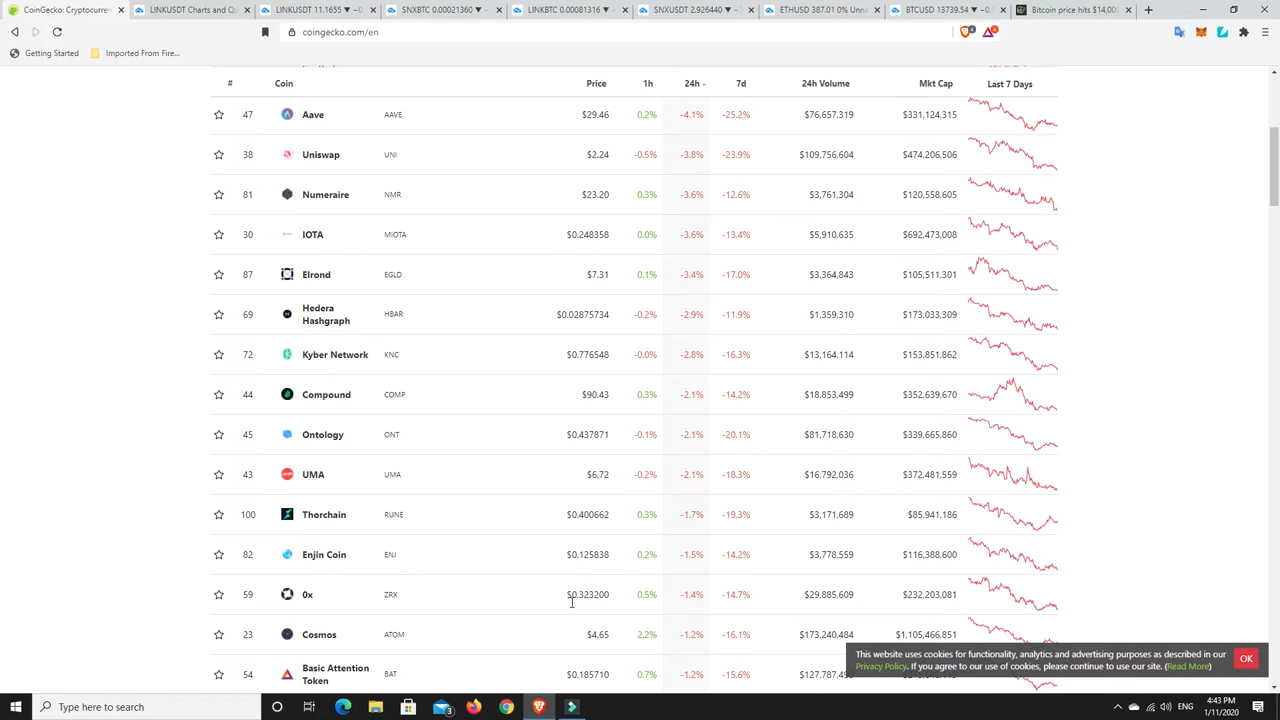 CoinGecko: Cryptocurren
LINKUSDT Charts and Qu
LINKUSDT 11.1655 ▼ −0
SNXBTC 0.00021360 ▼ −
LINKBTC 0.00081316 ▼
SNXUSDT 2.926440 ▼ −
ETHUSD 387.01 0% Unna
BTCUSD 13739.54 ▼ −0.
Bitcoin price hits $14,000
coingecko.com/en
Getting Started
Imported From Fire...
# Coin Price 1h 24h 7d 24h Volume Mkt Cap Last 7 Days
47 Aave AAVE $29.46 0.2% -4.1% -25.2% $76,657,319 $331,124,315
38 Uniswap UNI $2.24 -0.5% -3.8% -23.9% $109,756,604 $474,206,506
81 Numeraire NMR $23.20 0.3% -3.6% -12.6% $3,761,304 $120,558,605
30 IOTA MIOTA $0.248358 0.0% -3.6% -13.4% $5,910,635 $692,473,008
87 Elrond EGLD $7.31 0.1% -3.4% -17.0% $3,364,843 $105,511,301
69 Hedera Hashgraph HBAR $0.02875734 -0.2% -2.9% -11.9% $1,359,310 $173,033,309
72 Kyber Network KNC $0.776548 -0.0% -2.8% -16.3% $13,164,114 $153,851,862
44 Compound COMP $90.43 0.3% -2.1% -14.2% $18,853,499 $352,639,670
45 Ontology ONT $0.437871 -0.1% -2.1% -20.1% $81,718,630 $339,665,860
43 UMA UMA $6.72 -0.2% -2.1% -18.3% $16,792,036 $372,481,559
100 Thorchain RUNE $0.400662 0.3% -1.7% -19.3% $3,171,689 $85,941,186
82 Enjin Coin ENJ $0.125838 0.2% -1.5% -14.2% $3,778,559 $116,388,600
59 0x ZRX $0.323200 0.5% -1.4% -14.7% $29,885,609 $232,203,081
23 Cosmos ATOM $4.65 2.2% -1.2% -16.1% $173,240,484 $1,105,466,851
54 Basic Attention Token BAT $0.185710 0.7% -1.2% -15.6%
This website uses cookies for functionality, analytics and advertising purposes as described in our
Privacy Policy. If you agree to our use of cookies, please continue to use our site. (Read More)
OK
Type here to search
ENG
4:43 PM
1/11/2020